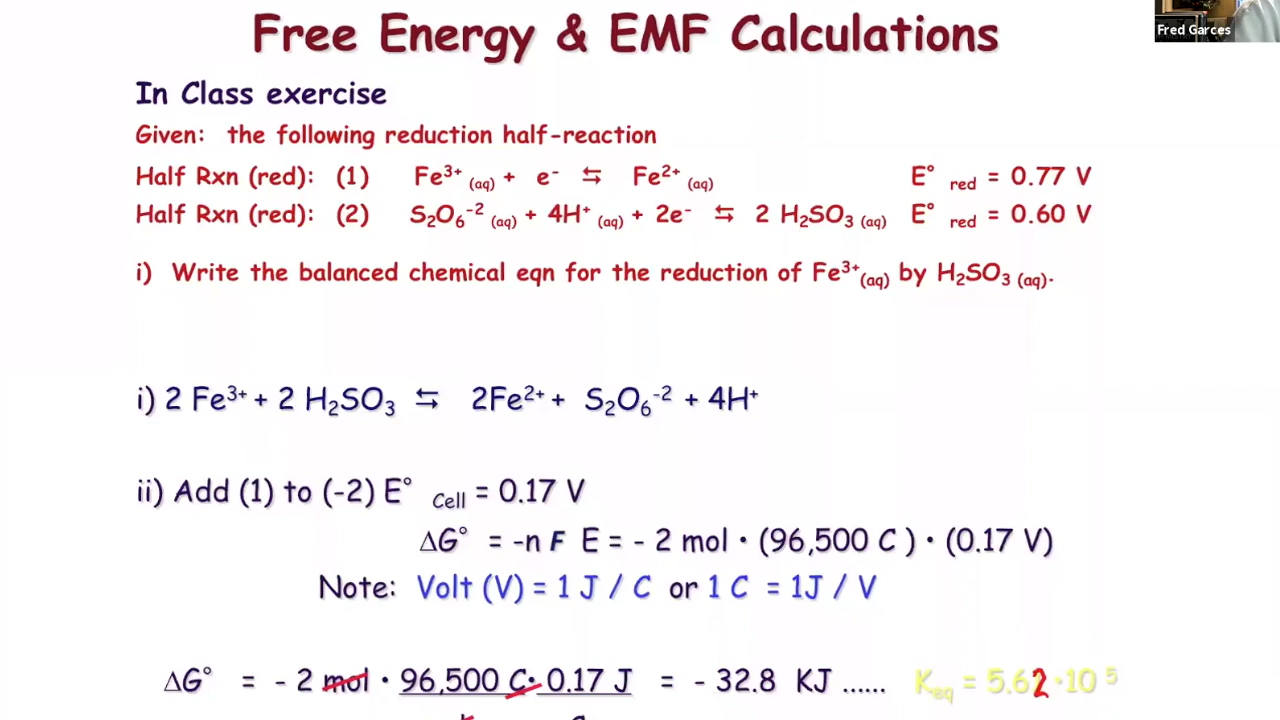 Free Energy & EMF Calculations
Fred Garces
In Class exercise
Given: the following reduction half-reaction
Half Rxn (red): (1) Fe³⁺ (aq) + e⁻ ⇆ Fe²⁺ (aq) E° red = 0.77 V
Half Rxn (red): (2) S₂O₆⁻² (aq) + 4H⁺ (aq) + 2e⁻ ⇆ 2 H₂SO₃ (aq) E° red = 0.60 V
i) Write the balanced chemical eqn for the reduction of Fe³⁺(aq) by H₂SO₃ (aq).
i) 2 Fe³⁺ + 2 H₂SO₃ ⇆ 2Fe²⁺ + S₂O₆⁻² + 4H⁺
ii) Add (1) to (-2) E° Cell = 0.17 V
ΔG° = -n F E = - 2 mol • (96,500 C ) • (0.17 V)
Note: Volt (V) = 1 J / C or 1 C = 1J / V
ΔG° = - 2 mol • 96,500 C• 0.17 J = - 32.8 KJ ...... Keq = 5.62 •10 ⁵